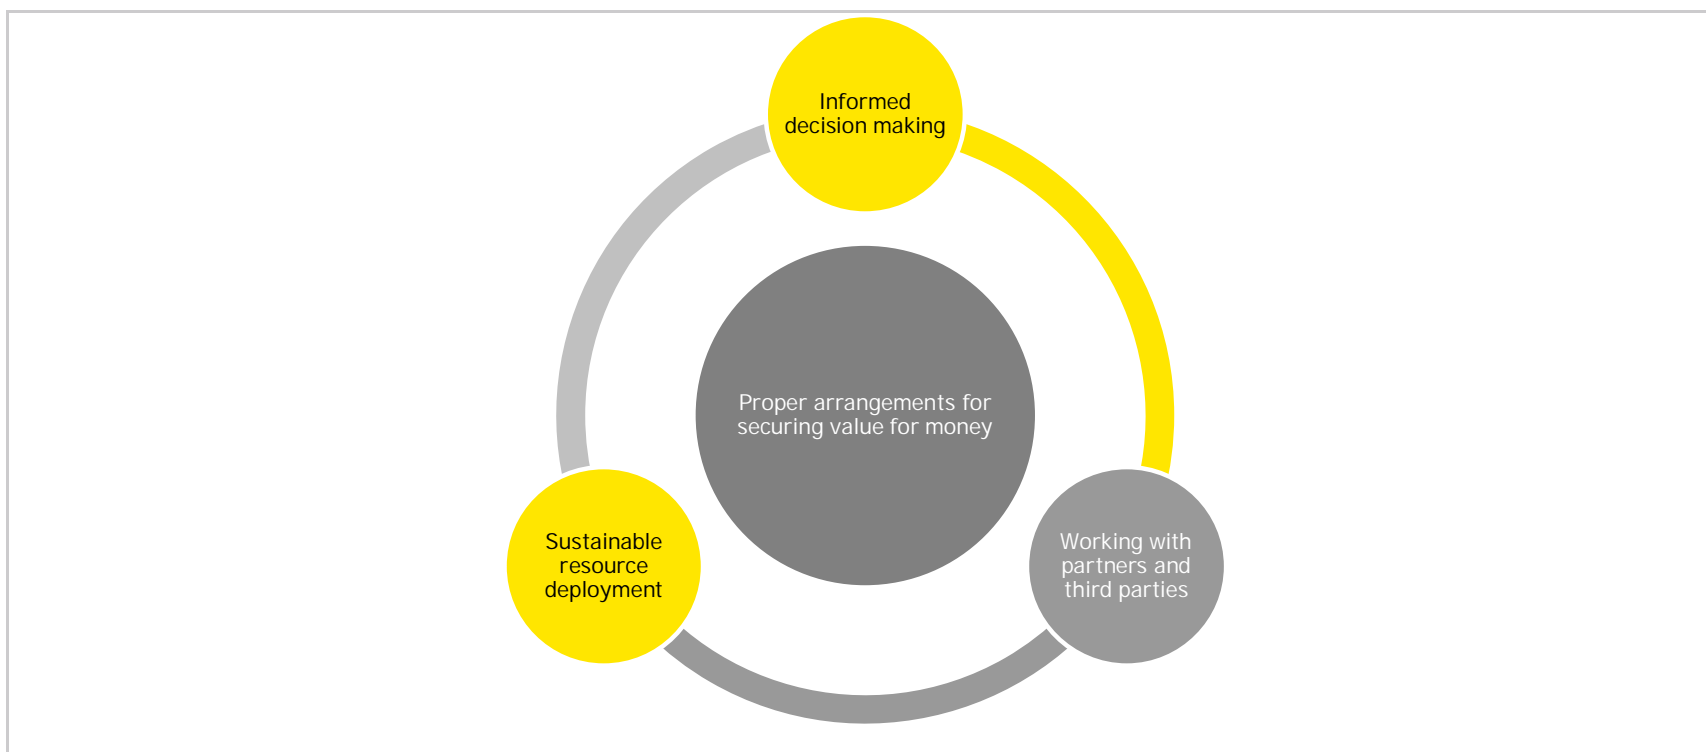 Informed
decision making
Proper arrangements for
securing value for money
Sustainable
resource
deployment
Working with
partners and
third parties